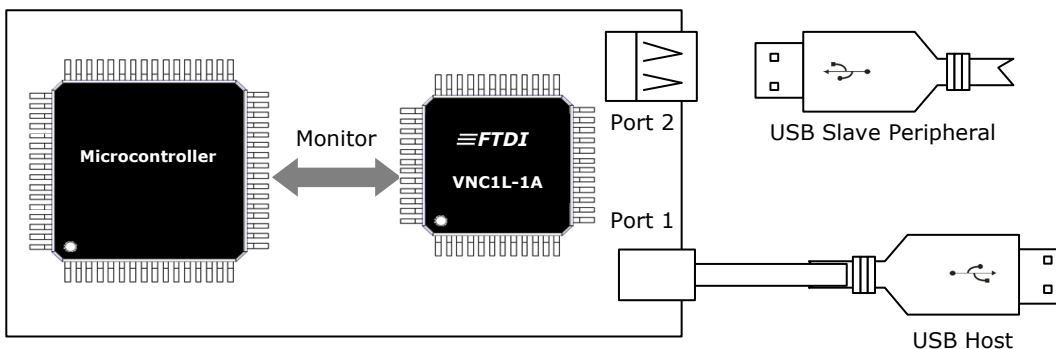 Microcontroller
Monitor
FTDI
VNC1L-1A
Port 2
USB Slave Peripheral
Port 1
USB Host